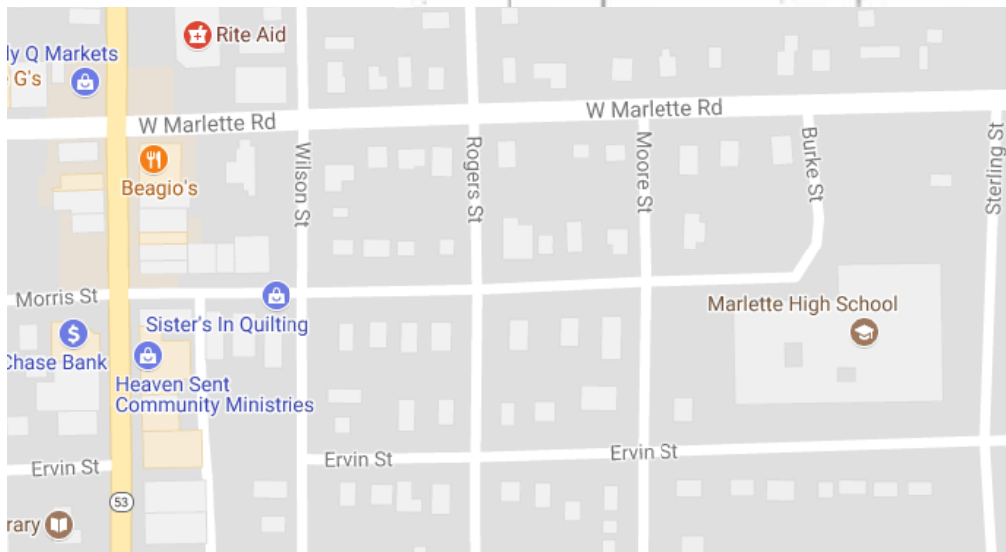 Rite Aid
ly Q Markets
G's
W Marlette Rd
W Marlette Rd
Beagio's
Wilson St
Rogers St
Moore St
Burke St
Sterling St
Morris St
Sister's In Quilting
Marlette High School
Chase Bank
Heaven Sent
Community Ministries
Ervin St
Ervin St
Ervin St
53
rary